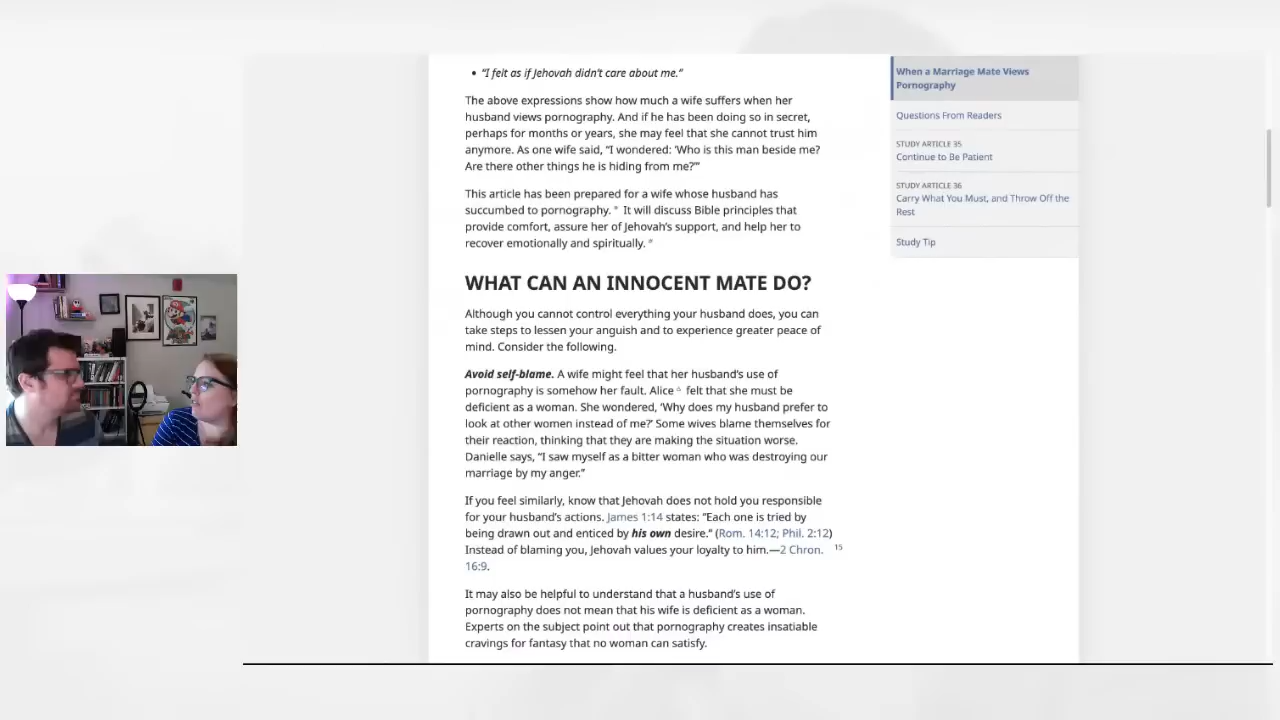 • “I felt as if Jehovah didn’t care about me.”
The above expressions show how much a wife suffers when her
husband views pornography. And if he has been doing so in secret,
perhaps for months or years, she may feel that she cannot trust him
anymore. As one wife said, “I wondered: ‘Who is this man beside me?
Are there other things he is hiding from me?’”
This article has been prepared for a wife whose husband has
succumbed to pornography. * It will discuss Bible principles that
provide comfort, assure her of Jehovah’s support, and help her to
recover emotionally and spiritually. #
WHAT CAN AN INNOCENT MATE DO?
Although you cannot control everything your husband does, you can
take steps to lessen your anguish and to experience greater peace of
mind. Consider the following.
Avoid self-blame. A wife might feel that her husband’s use of
pornography is somehow her fault. Alice ^ felt that she must be
deficient as a woman. She wondered, ‘Why does my husband prefer to
look at other women instead of me?’ Some wives blame themselves for
their reaction, thinking that they are making the situation worse.
Danielle says, “I saw myself as a bitter woman who was destroying our
marriage by my anger.”
If you feel similarly, know that Jehovah does not hold you responsible
for your husband’s actions. James 1:14 states: “Each one is tried by
being drawn out and enticed by his own desire.” (Rom. 14:12; Phil. 2:12)
Instead of blaming you, Jehovah values your loyalty to him.—2 Chron.
16:9.
15
It may also be helpful to understand that a husband’s use of
pornography does not mean that his wife is deficient as a woman.
Experts on the subject point out that pornography creates insatiable
cravings for fantasy that no woman can satisfy.
When a Marriage Mate Views
Pornography
Questions From Readers
STUDY ARTICLE 35
Continue to Be Patient
STUDY ARTICLE 36
Carry What You Must, and Throw Off the
Rest
Study Tip